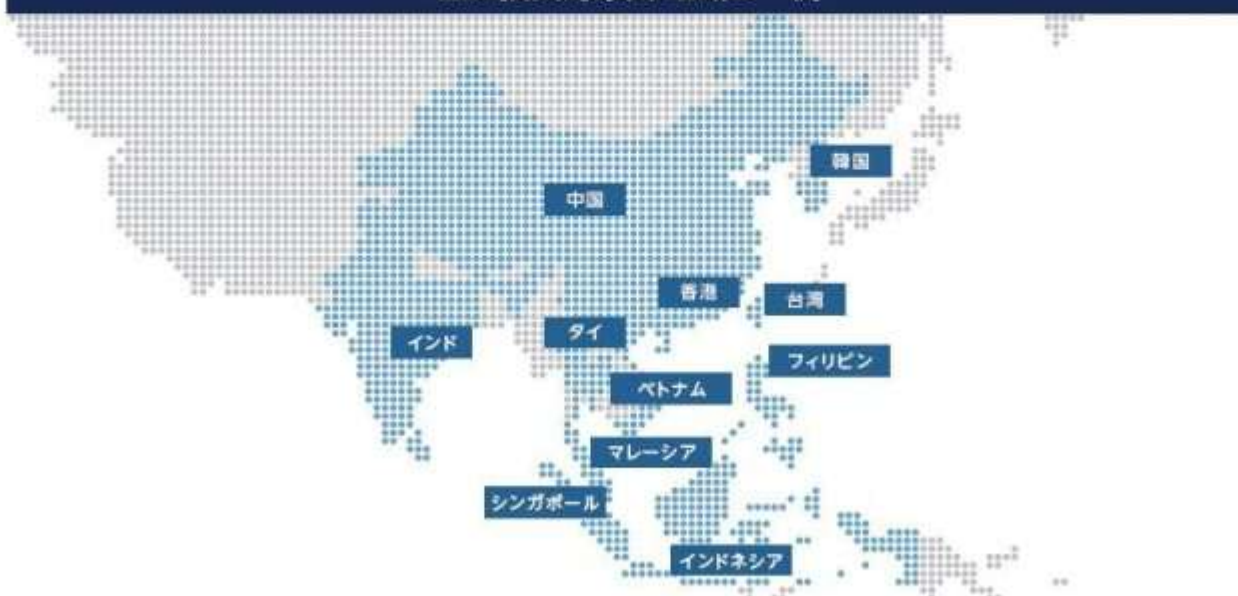 韓国
中国
香港
台湾
インド
タイ
フィリピン
ベトナム
マレーシア
シンガポール
インドネシア